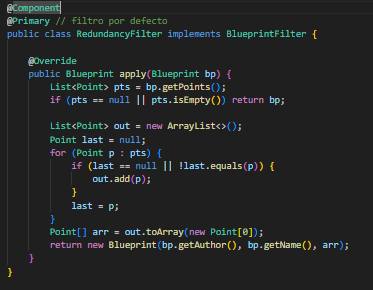 @Component
@Primary // filtro por defecto
public class RedundancyFilter implements BlueprintFilter {

    @Override
    public Blueprint apply(Blueprint bp) {
        List<Point> pts = bp.getPoints();
        if (pts == null || pts.isEmpty()) return bp;

        List<Point> out = new ArrayList<>();
        Point last = null;
        for (Point p : pts) {
            if (last == null || !last.equals(p)) {
                out.add(p);
            }
            last = p;
        }
        Point[] arr = out.toArray(new Point[0]);
        return new Blueprint(bp.getAuthor(), bp.getName(), arr);
    }
}